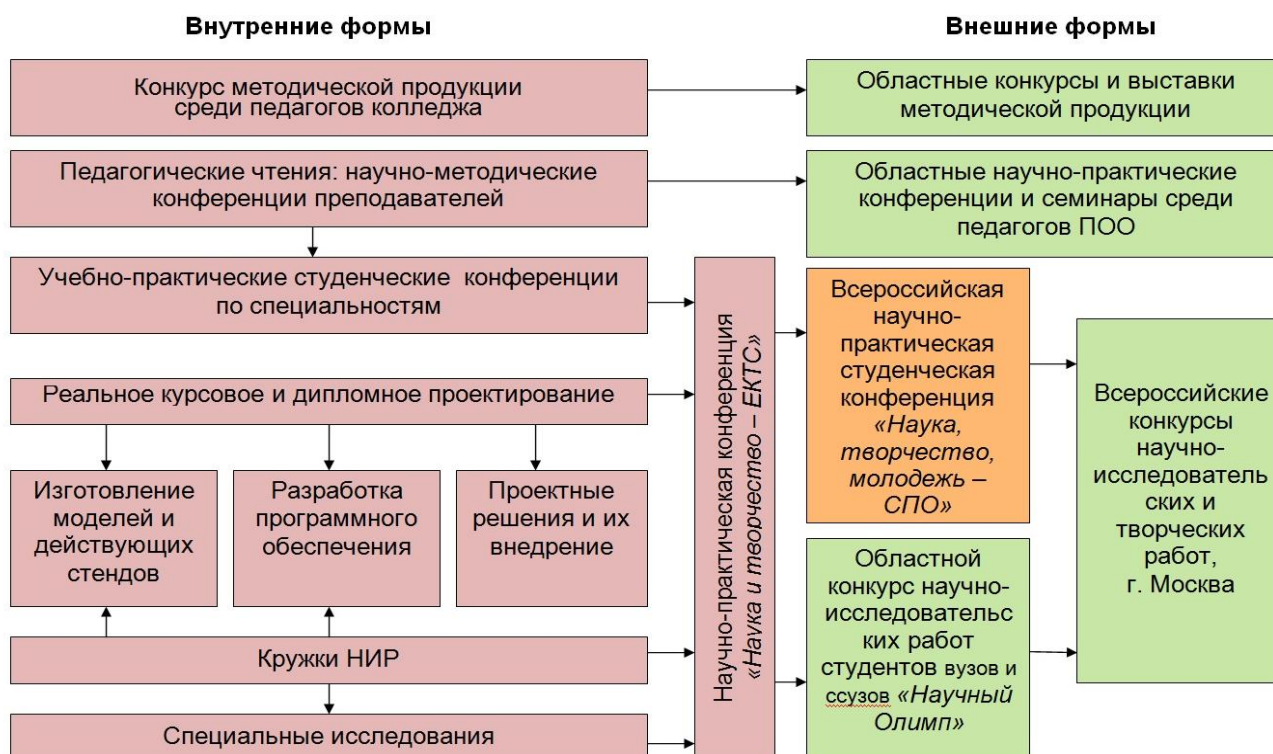 Внутренние формы
Внешние формы
Конкурс методической продукции
среди педагогов колледжа
Областные конкурсы и выставки
методической продукции
Педагогические чтения: научно-методические
конференции преподавателей
Областные научно-практические
конференции и семинары среди
педагогов ПОО
Учебно-практические студенческие конференции
по специальностям
Реальное курсовое и дипломное проектирование
Изготовление
моделей и
действующих
стендов
Разработка
программного
обеспечения
Проектные
решения и их
внедрение
Кружки НИР
Специальные исследования
Научно-практическая конференция
«Наука и творчество – ЕКТС»
Всероссийская
научно-
практическая
студенческая
конференция
«Наука,
творчество,
молодежь –
СПО»
Областной
конкурс научно-
исследовательс
ких работ
студентов вузов и
ссузов «Научный
Олимп»
Всероссийские
конкурсы
научно-
исследователь
ских и
творческих
работ,
г. Москва